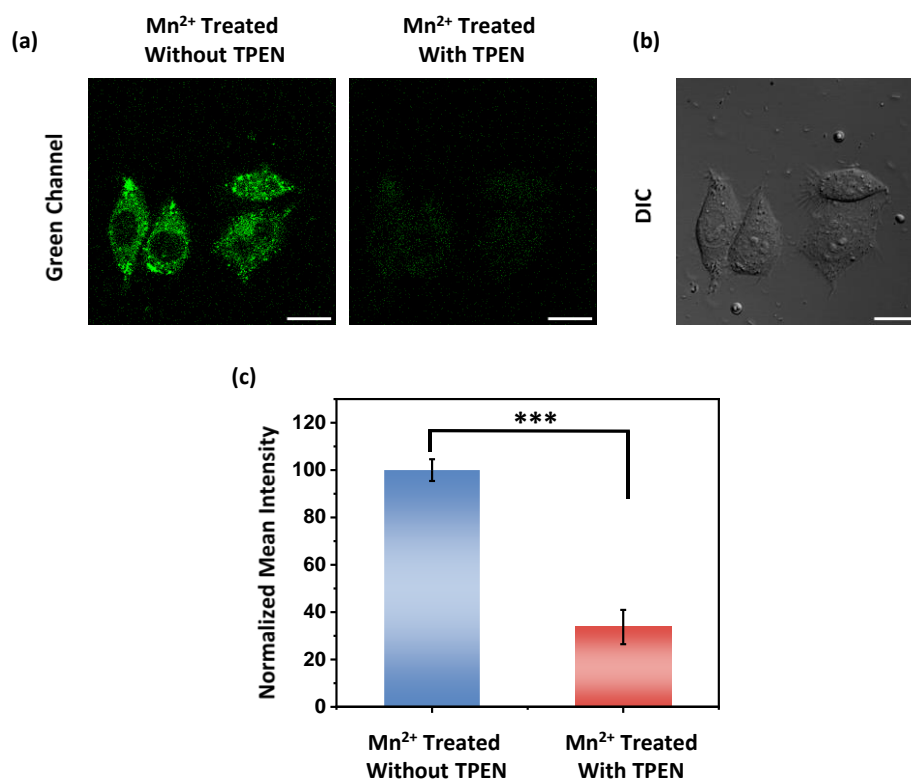 (a)
Mn²⁺ Treated
Without TPEN
Mn²⁺ Treated
With TPEN
(b)
Green Channel
DIC
(c)
Normalized Mean Intensity
120
100
80
60
40
20
0
***
Mn²⁺ Treated
Without TPEN
Mn²⁺ Treated
With TPEN